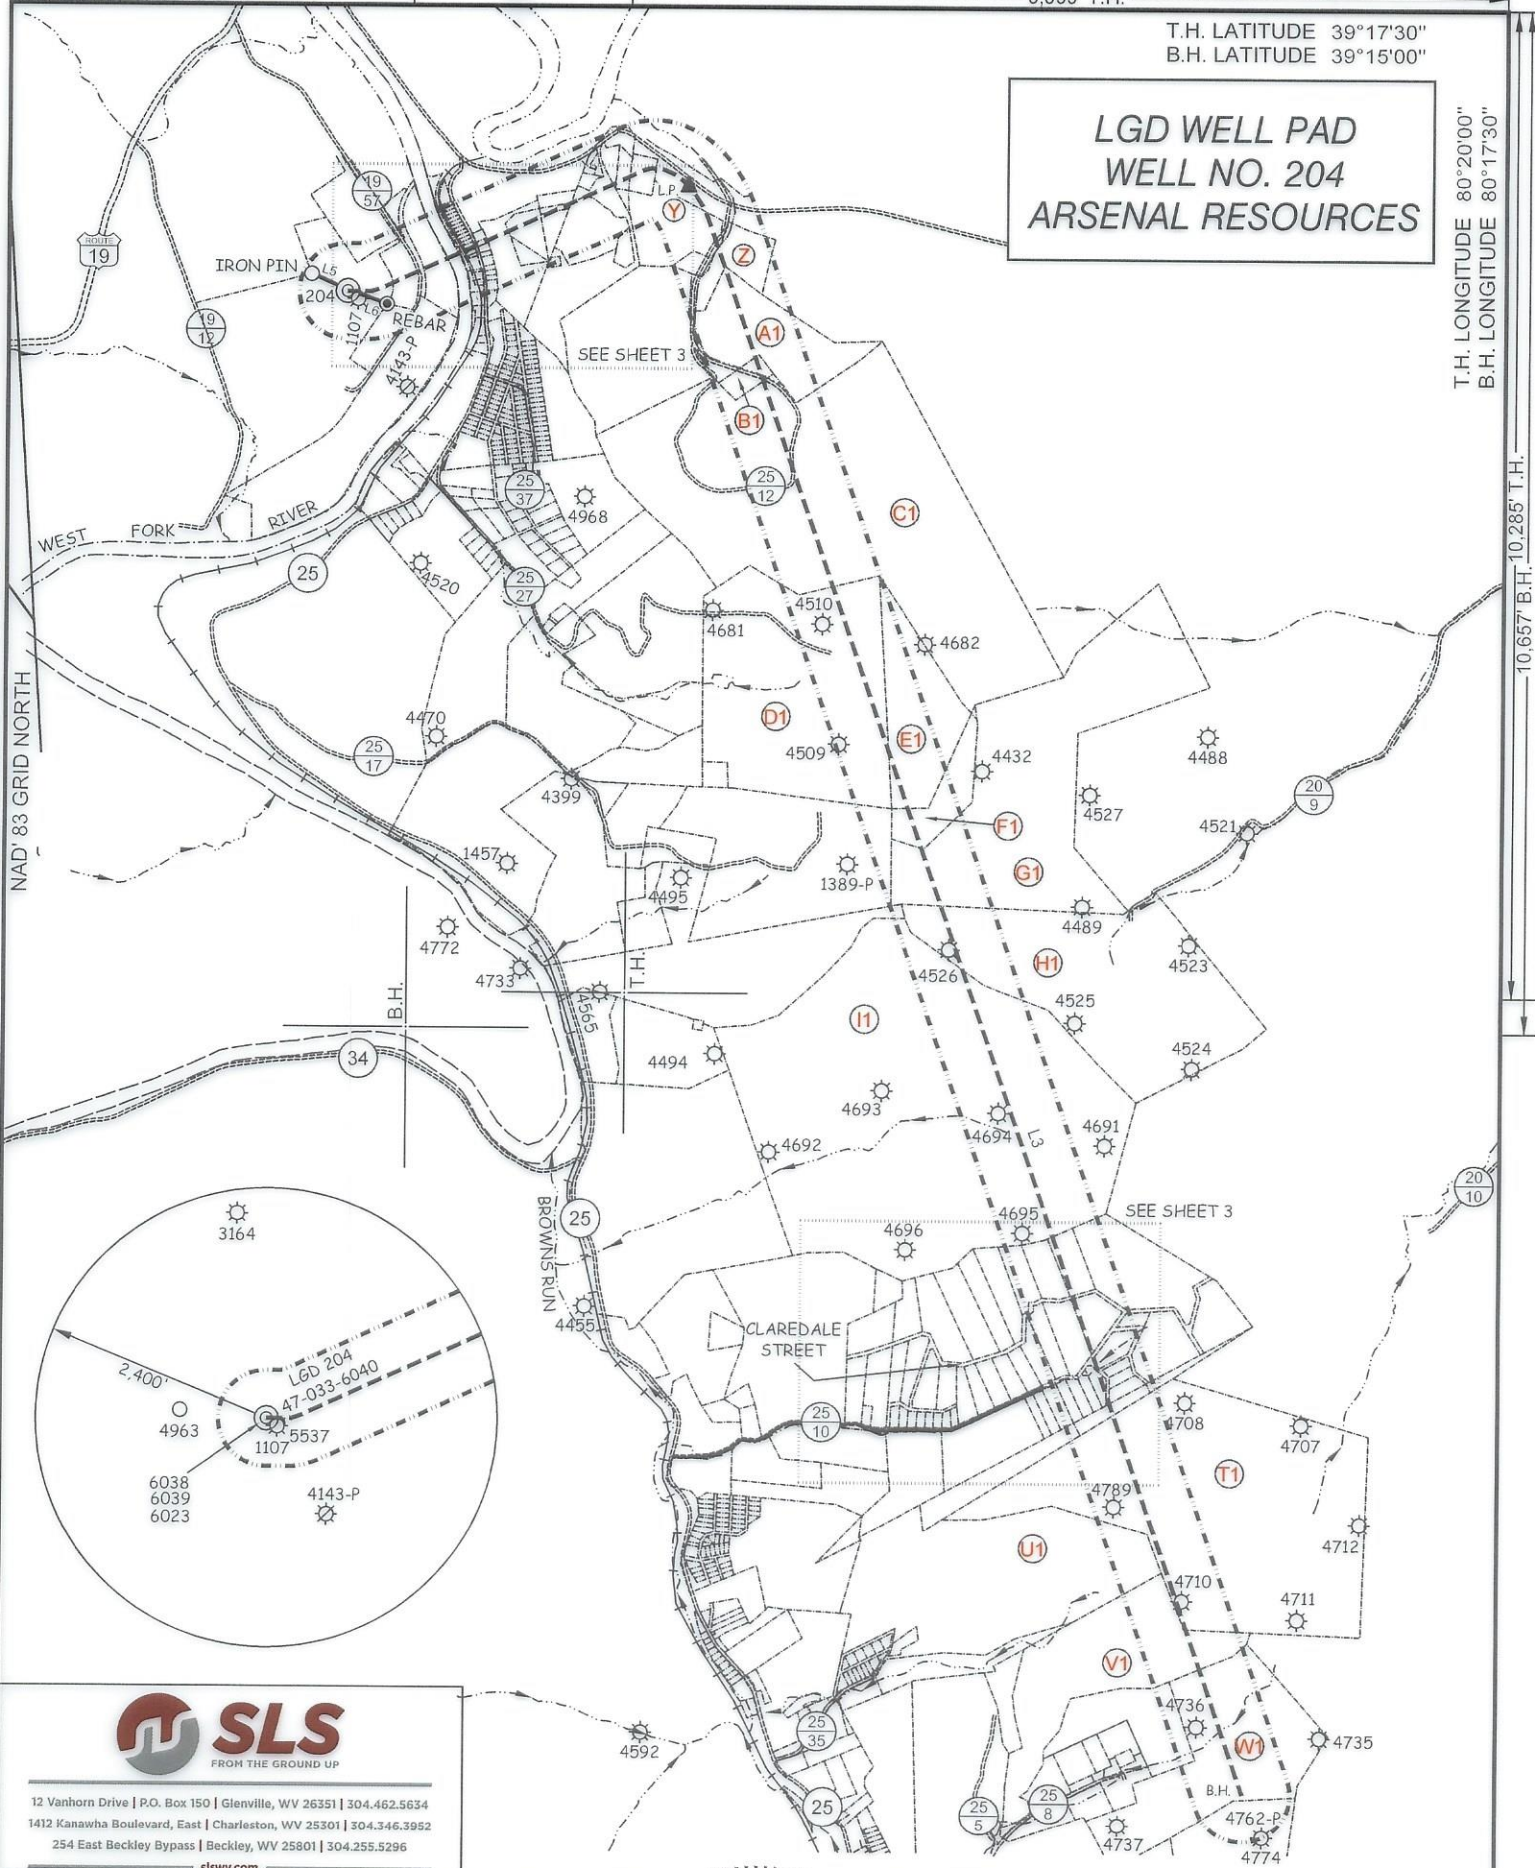 T.H. LATITUDE 39°17'30"
B.H. LATITUDE 39°15'00"
LGD WELL PAD
WELL NO. 204
ARSENAL RESOURCES
T.H. LONGITUDE 80°20'00"
B.H. LONGITUDE 80°17'30"
10,285' T.H.
10,657' B.H.
NAD' 83 GRID NORTH
ROUTE
19
19
57
19
12
IRON PIN
L5
204
L6
REBAR
1107
4143-P
L.P.
Y
Z
A1
B1
SEE SHEET 3
25
12
C1
25
37
4968
WEST FORK RIVER
25
4520
25
27
4681
4510
4682
D1
E1
4509
4470
25
17
4399
4432
4488
4527
20
9
4521
F1
G1
1457
4495
1389-P
4489
4772
4733
4526
H1
4523
B.H.
T.H.
4565
I1
4525
34
4494
4524
4693
4694
L3
4691
4692
20
10
BROWNS RUN
25
4696
4695
SEE SHEET 3
4455
CLAREDALE
STREET
25
10
3164
2,400'
LGD 204
47-033-6040
4963
1107
5537
6038
6039
6023
4143-P
4708
4707
T1
4789
4712
U1
4710
4711
V1
4736
W1
4735
B.H.
4592
25
35
25
25
5
25
8
4737
4762-P
4774
SLS
FROM THE GROUND UP
12 Vanhorn Drive | P.O. Box 150 | Glenville, WV 26351 | 304.462.5634
1412 Kanawha Boulevard, East | Charleston, WV 25301 | 304.346.3952
254 East Beckley Bypass | Beckley, WV 25801 | 304.255.5296
slswv.com